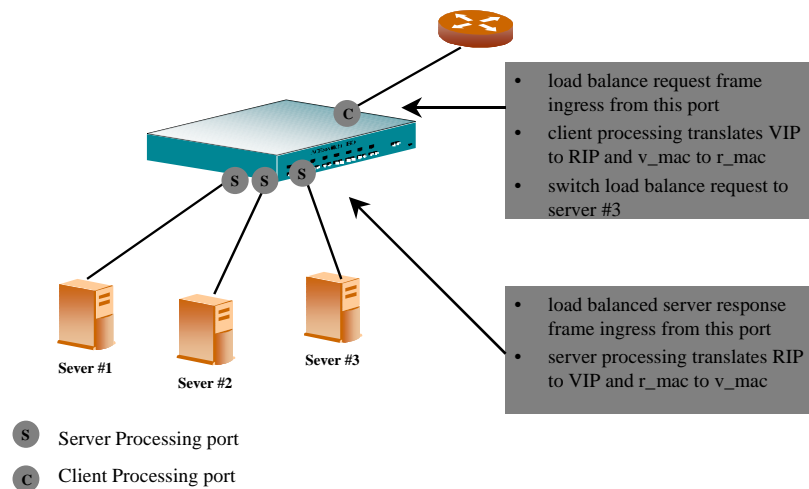 C
• load balance request frame
ingress from this port
• client processing translates VIP
to RIP and v_mac to r_mac
• switch load balance request to
server #3
S
S
S
• load balanced server response
frame ingress from this port
• server processing translates RIP
to VIP and r_mac to v_mac
Sever #1
Sever #2
Sever #3
S Server Processing port
C Client Processing port